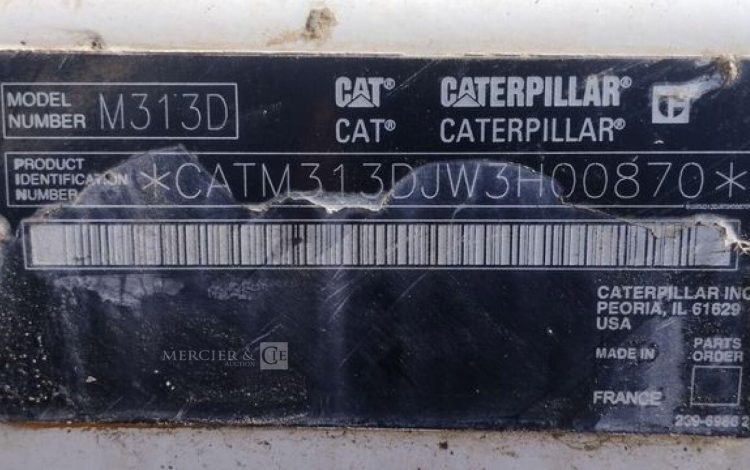 MODEL NUMBER M313D
CAT® CATERPILLAR®
CAT® CATERPILLAR®
PRODUCT IDENTIFICATION NUMBER *CATM313DJW3H00870*
CATERPILLAR INC
PEORIA, IL 61629
USA
MADE IN
PARTS ORDER
FRANCE
MERCIER & CIE
AUCTION